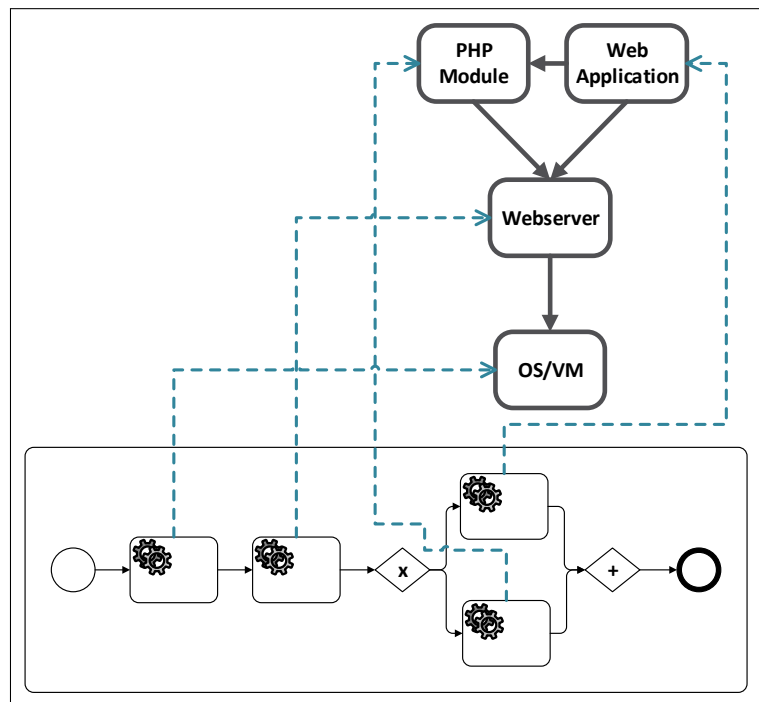 PHP
Module
Web
Application
Webserver
OS/VM
x
+